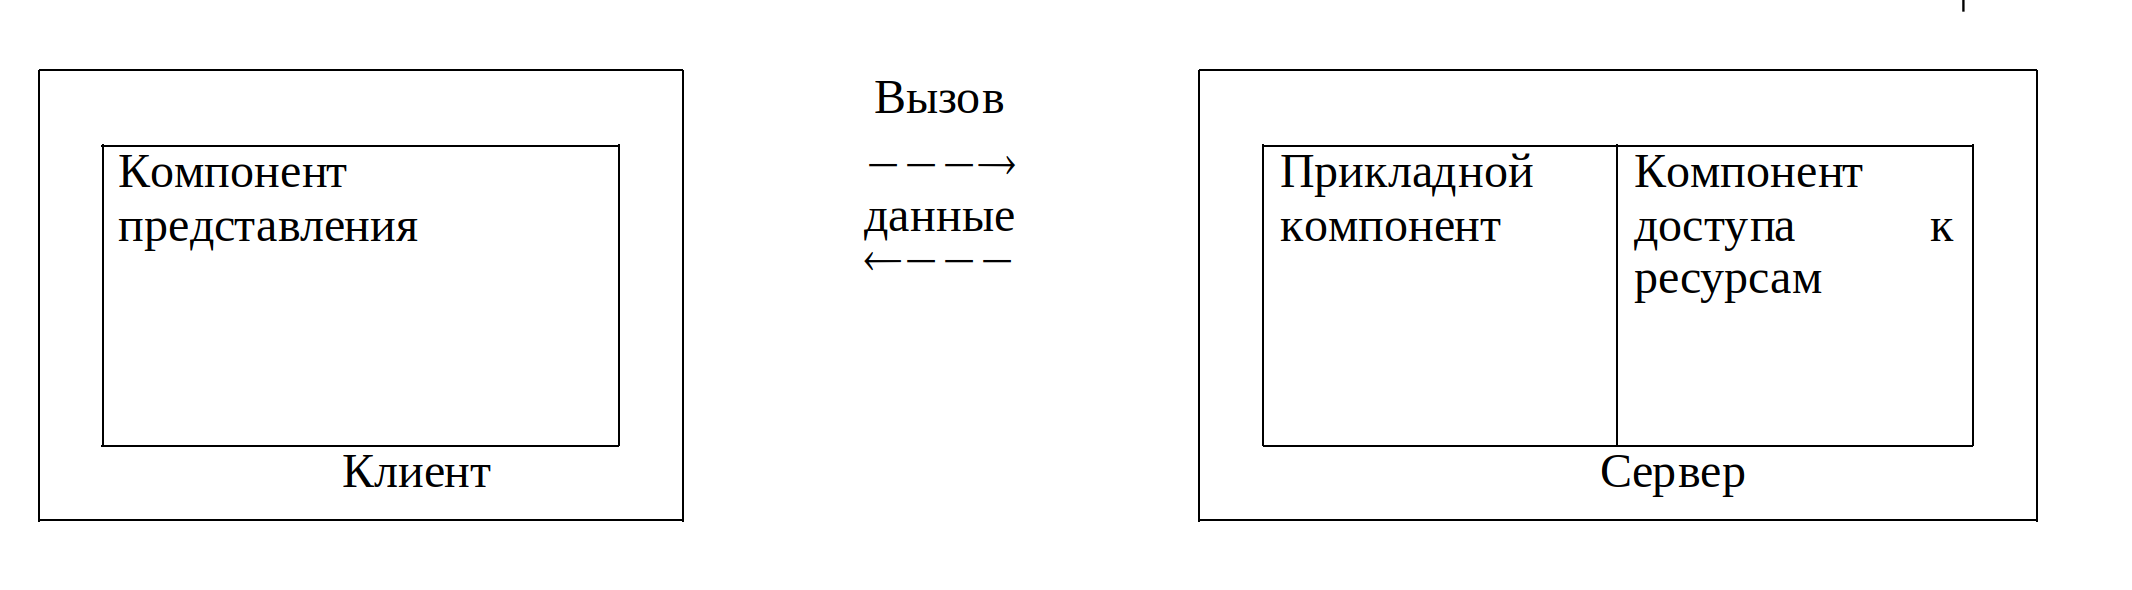 Компонент
представления
Клиент
Вызов
– – – →
данные
← – – –
Прикладной
компонент
Компонент
доступа к
ресурсам
Сервер